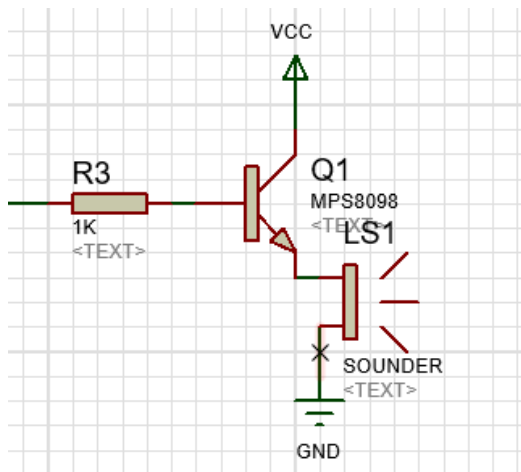 VCC
R3
1K
<TEXT>
Q1
MPS8098
<TEXT>
LS1
SOUNDER
<TEXT>
GND